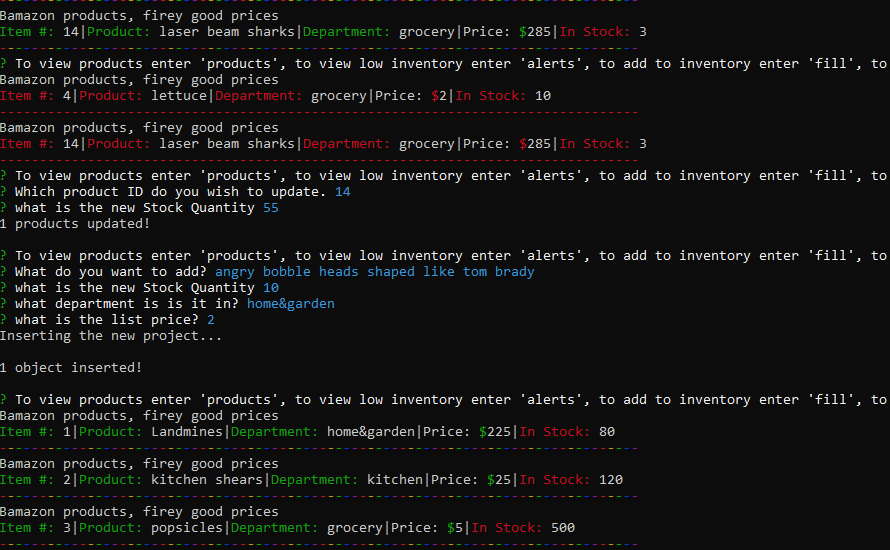 Bamazon products, firey good prices
Item #: 14|Product: laser beam sharks|Department: grocery|Price: $285|In Stock: 3
--------------------------------------------------------------------------------
? To view products enter 'products', to view low inventory enter 'alerts', to add to inventory enter 'fill', to
Bamazon products, firey good prices
Item #: 4|Product: lettuce|Department: grocery|Price: $2|In Stock: 10
--------------------------------------------------------------------------------
Bamazon products, firey good prices
Item #: 14|Product: laser beam sharks|Department: grocery|Price: $285|In Stock: 3
--------------------------------------------------------------------------------
? To view products enter 'products', to view low inventory enter 'alerts', to add to inventory enter 'fill', to
? Which product ID do you wish to update. 14
? what is the new Stock Quantity 55
1 products updated!
? To view products enter 'products', to view low inventory enter 'alerts', to add to inventory enter 'fill', to
? What do you want to add? angry bobble heads shaped like tom brady
? what is the new Stock Quantity 10
? what department is is it in? home&garden
? what is the list price? 2
Inserting the new project...
1 object inserted!
? To view products enter 'products', to view low inventory enter 'alerts', to add to inventory enter 'fill', to
Bamazon products, firey good prices
Item #: 1|Product: Landmines|Department: home&garden|Price: $225|In Stock: 80
--------------------------------------------------------------------------------
Bamazon products, firey good prices
Item #: 2|Product: kitchen shears|Department: kitchen|Price: $25|In Stock: 120
--------------------------------------------------------------------------------
Bamazon products, firey good prices
Item #: 3|Product: popsicles|Department: grocery|Price: $5|In Stock: 500
--------------------------------------------------------------------------------